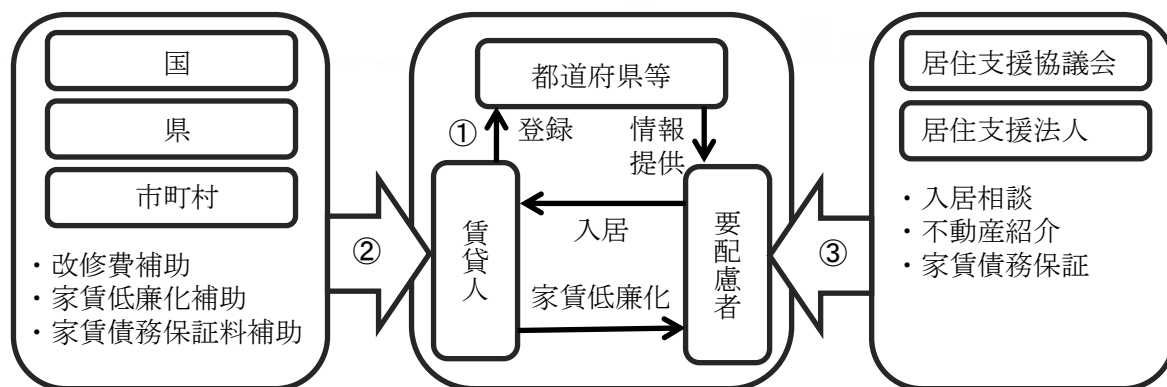 国
県
市町村
・改修費補助
・家賃低廉化補助
・家賃債務保証料補助
②
都道府県等
①
登録
情報
提供
賃貸人
入居
家賃低廉化
要配慮者
③
居住支援協議会
居住支援法人
・入居相談
・不動産紹介
・家賃債務保証